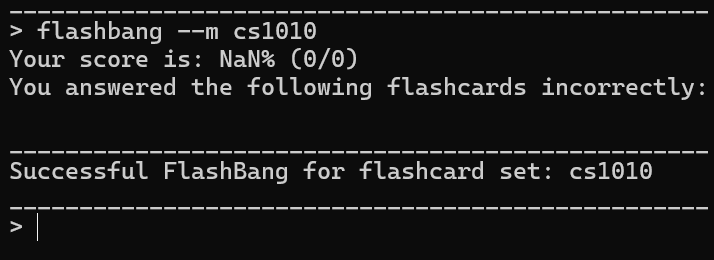 __________________________________________________
> flashbang --m cs1010
Your score is: NaN% (0/0)
You answered the following flashcards incorrectly:
__________________________________________________
Successful FlashBang for flashcard set: cs1010
__________________________________________________
>